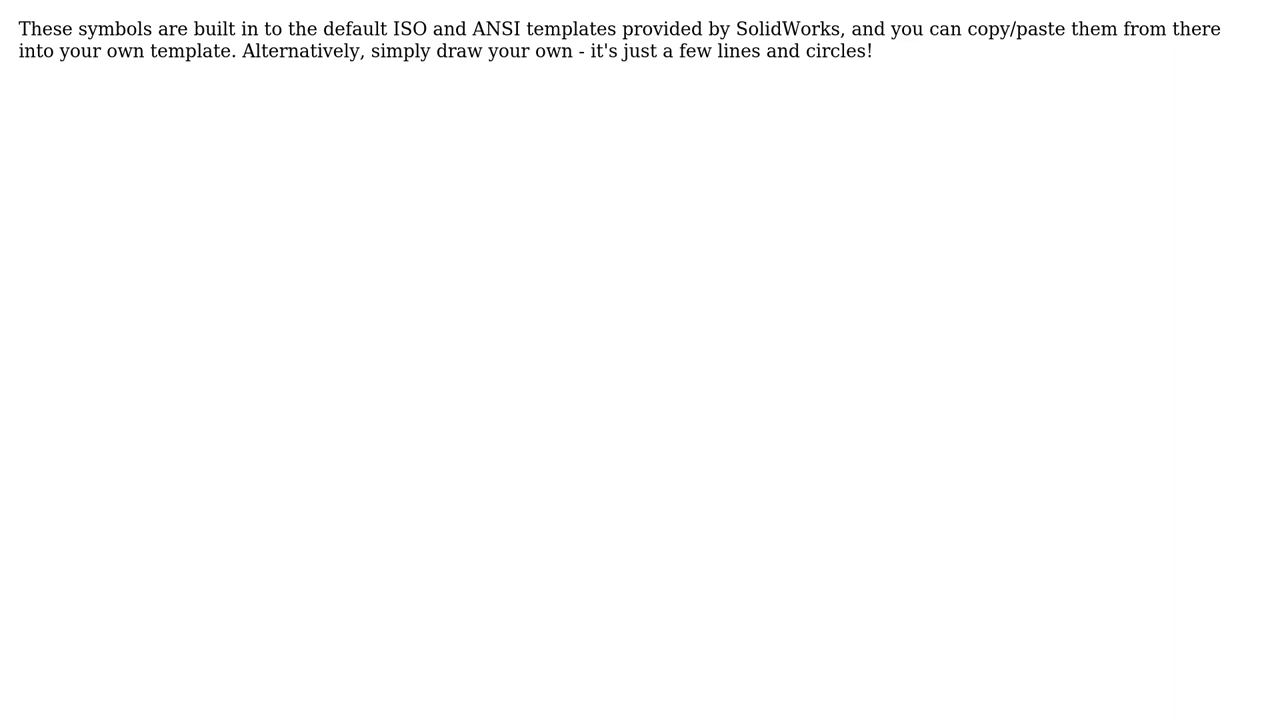 These symbols are built in to the default ISO and ANSI templates provided by SolidWorks, and you can copy/paste them from there
into your own template. Alternatively, simply draw your own - it's just a few lines and circles!